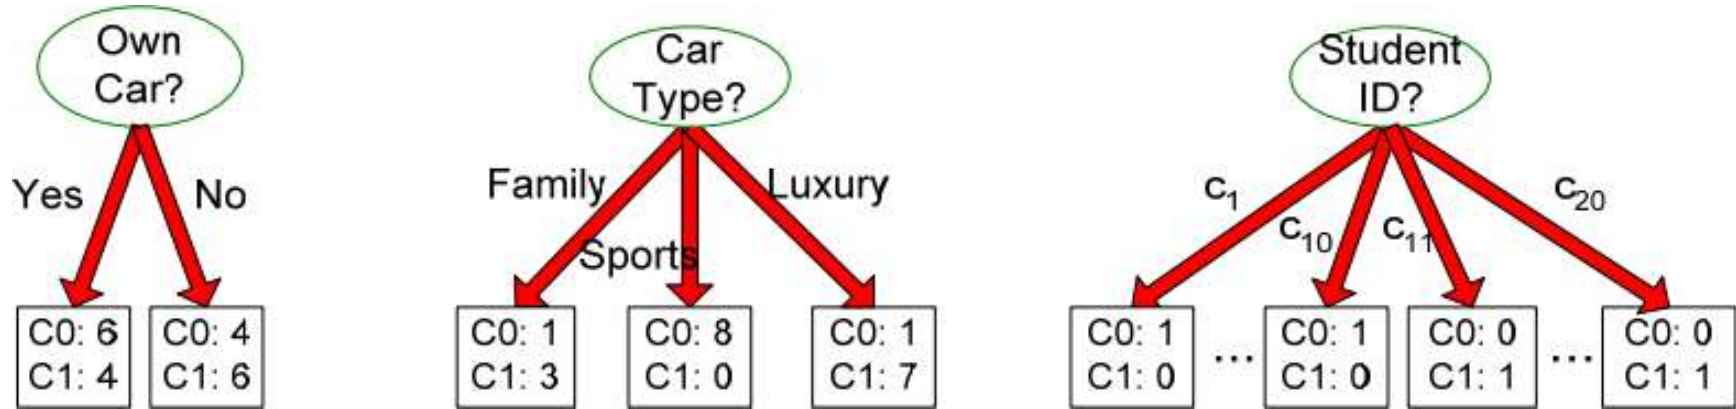 Own
Car?
Yes
No
C0: 6
C1: 4
C0: 4
C1: 6
Car
Type?
Family
Sports
Luxury
C0: 1
C1: 3
C0: 8
C1: 0
C0: 1
C1: 7
Student
ID?
c1
c10
c11
c20
C0: 1
C1: 0
...
C0: 1
C1: 0
C0: 0
C1: 1
...
C0: 0
C1: 1